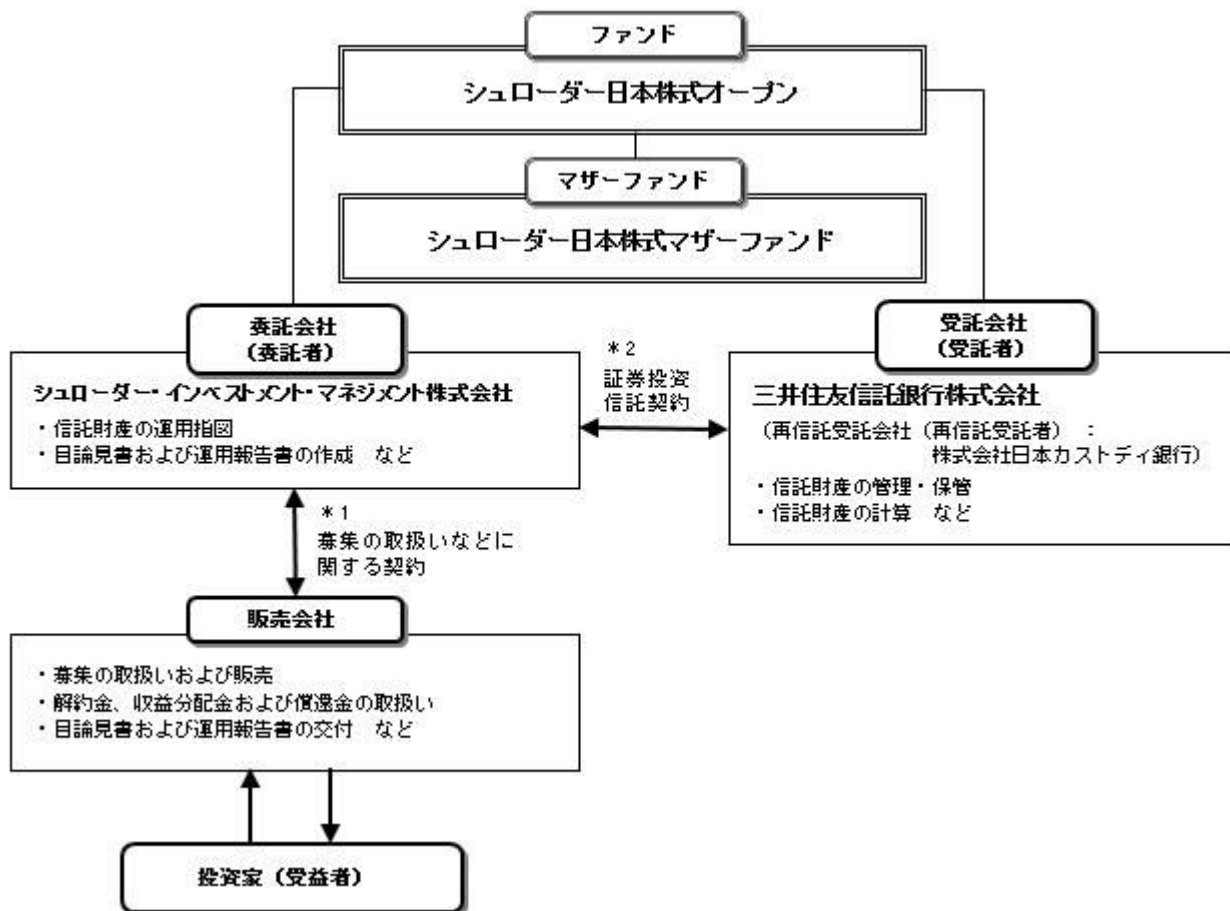 ファンド
シュローダー日本株式オープン
マザーファンド
シュローダー日本株式マザーファンド
委託会社
(委託者)
シュローダー・インベストメント・マネジメント株式会社
・信託財産の運用指図
・目論見書および運用報告書の作成 など
*2
証券投資
信託契約
受託会社
(受託者)
三井住友信託銀行株式会社
(再信託受託会社(再信託受託者) :
株式会社日本カストディ銀行)
・信託財産の管理・保管
・信託財産の計算 など
*1
募集の取扱いなどに
関する契約
販売会社
・募集の取扱いおよび販売
・解約金、収益分配金および償還金の取扱い
・目論見書および運用報告書の交付 など
投資家(受益者)